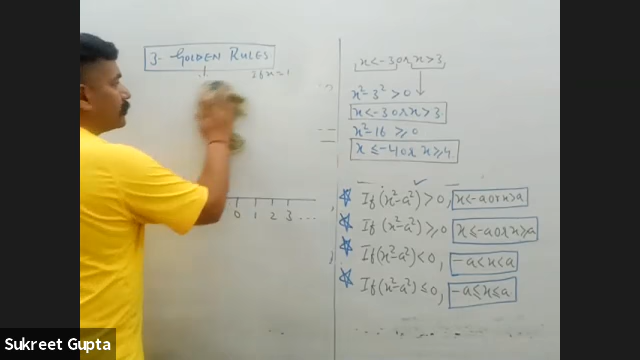 3- GOLDEN RULES
0 1 2 3 ...
x<-3 or x>3,
x²-3² >0
x<-3 or x>3
x²-16 ≥0
x≤-4 or x≥4
If (x²-a²) >0, x<-a or x>a
If (x²-a²) ≥0 x≤-a or x≥a
If (x²-a²) <0, -a<x<a
If (x²-a²) ≤0, -a≤x≤a
Sukreet Gupta